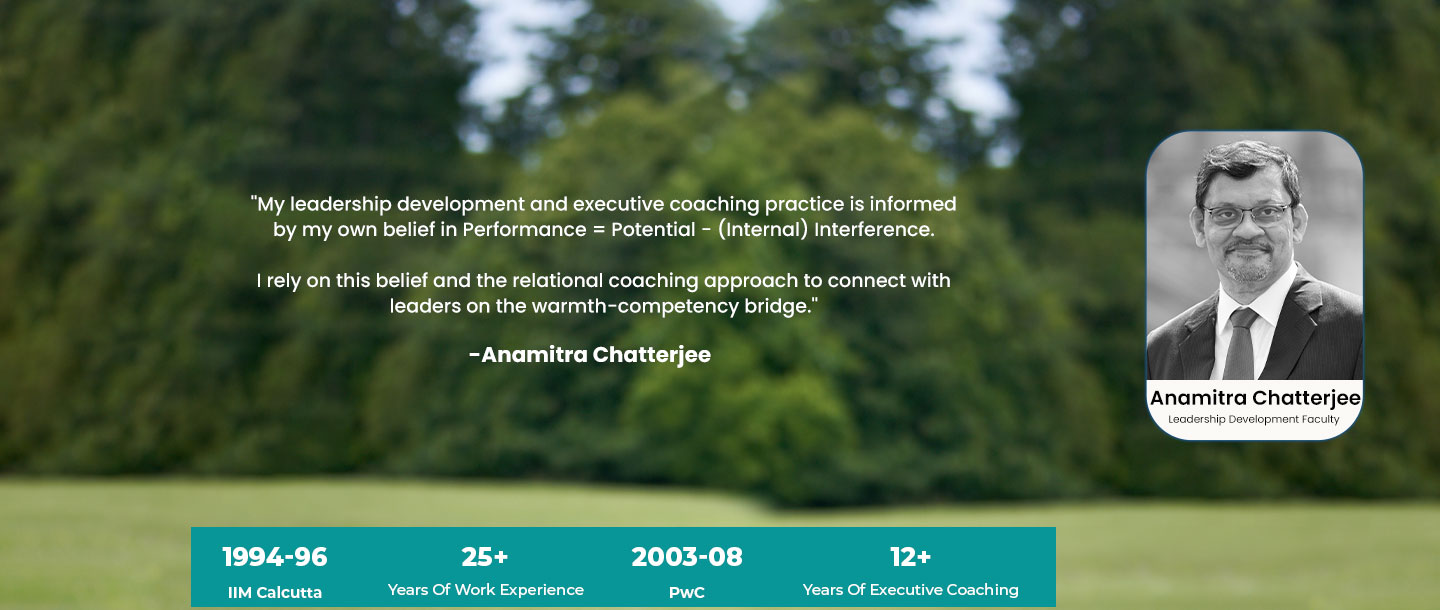 "My leadership development and executive coaching practice is informed
by my own belief in Performance = Potential - (Internal) Interference.
I rely on this belief and the relational coaching approach to connect with
leaders on the warmth-competency bridge."
-Anamitra Chatterjee
Anamitra Chatterjee
Leadership Development Faculty
1994-96
IIM Calcutta
25+
Years Of Work Experience
2003-08
PwC
12+
Years Of Executive Coaching